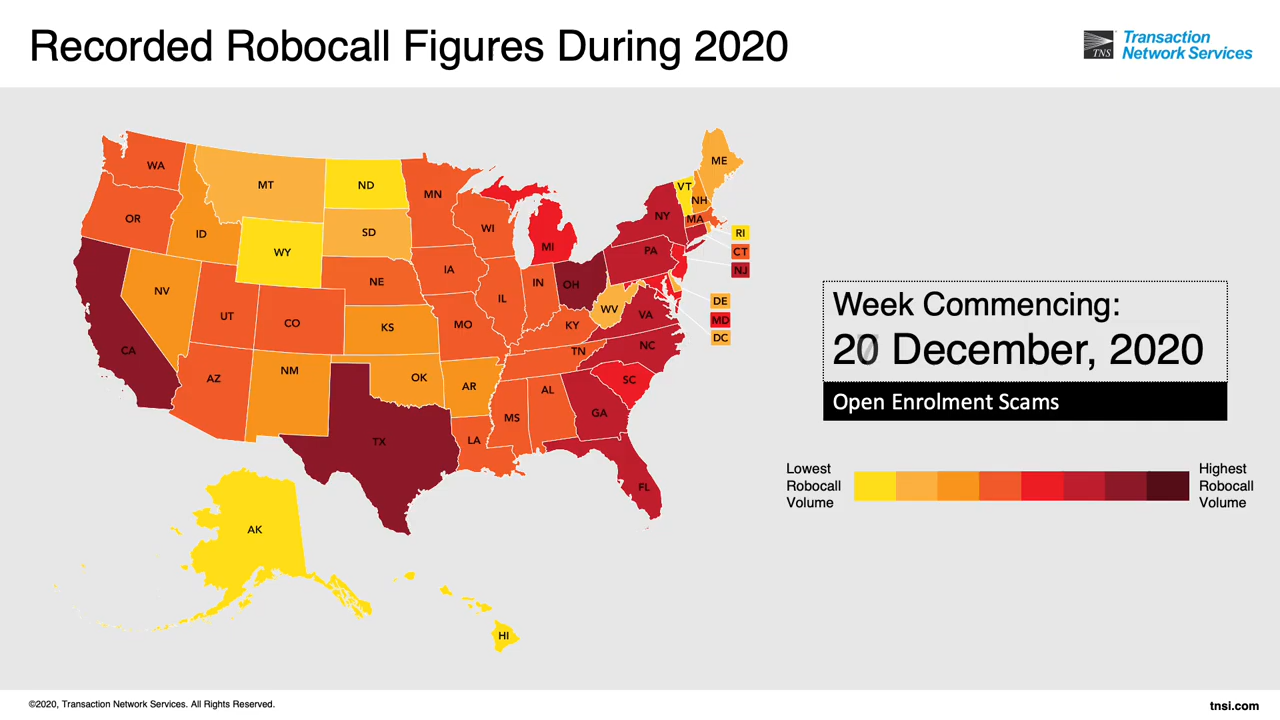 Recorded Robocall Figures During 2020
TNS
Transaction
Network Services
WA
MT
ND
MN
ME
VT
NH
OR
ID
SD
WI
NY
MA
WY
MI
PA
RI
CT
NJ
NV
UT
CO
NE
IA
IL
IN
OH
WV
VA
DE
MD
DC
CA
KS
MO
KY
NC
TN
AZ
NM
OK
AR
SC
MS
AL
GA
TX
LA
FL
AK
HI
Week Commencing:
December, 2020
Open Enrolment Scams
Lowest
Robocall
Volume
Highest
Robocall
Volume
©2020, Transaction Network Services. All Rights Reserved.
tnsi.com